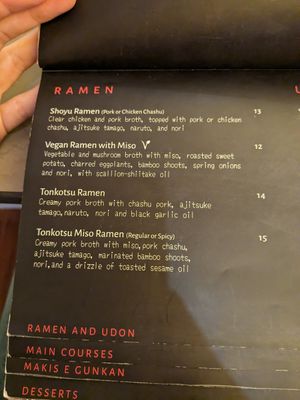 RAMEN
U
Shoyu Ramen (Pork or Chicken Chashu) 13
Clear chicken and pork broth, topped with pork or chicken
chashu, ajitsuke tamago, naruto, and nori
Vegan Ramen with Miso V 12
Vegetable and mushroom broth with miso, roasted sweet
potato, charred eggplants, bamboo shoots, spring onions
and nori, with scallion-shiitake oil
Tonkotsu Ramen 14
Creamy pork broth with chashu pork, ajitsuke
tamago,naruto, nori and black garlic oil
Tonkotsu Miso Ramen (Regular or Spicy) 15
Creamy pork broth with miso,pork chashu,
ajitsuke tamago, marinated bamboo shoots,
nori,and a drizzle of toasted sesame oil
RAMEN AND UDON
MAIN COURSES
MAKIS E GUNKAN
DESSERTS